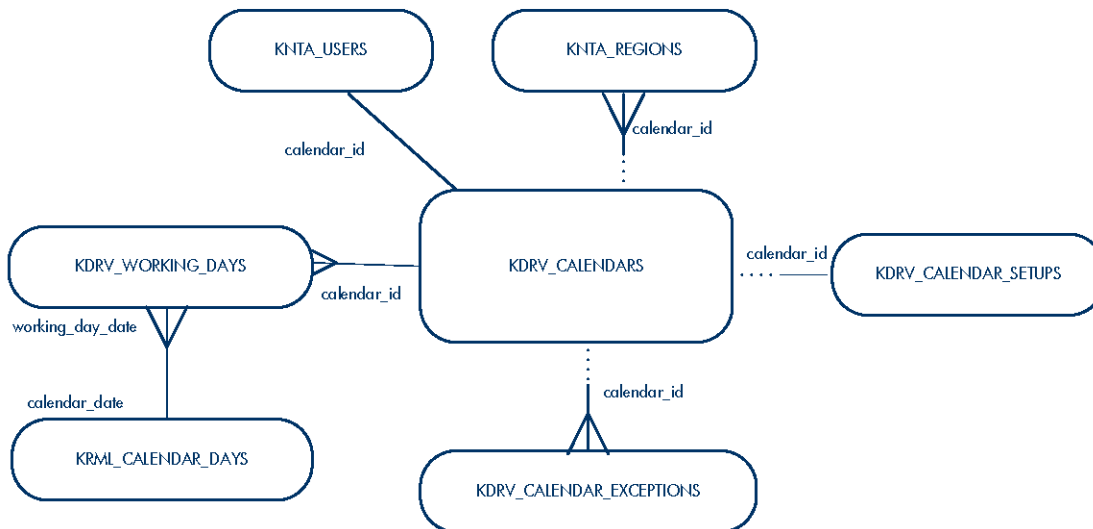 KNTA_USERS
KNTA_REGIONS
calendar_id
calendar_id
KDRV_WORKING_DAYS
KDRV_CALENDARS
calendar_id
KDRV_CALENDAR_SETUPS
calendar_id
working_day_date
calendar_date
calendar_id
KRML_CALENDAR_DAYS
KDRV_CALENDAR_EXCEPTIONS